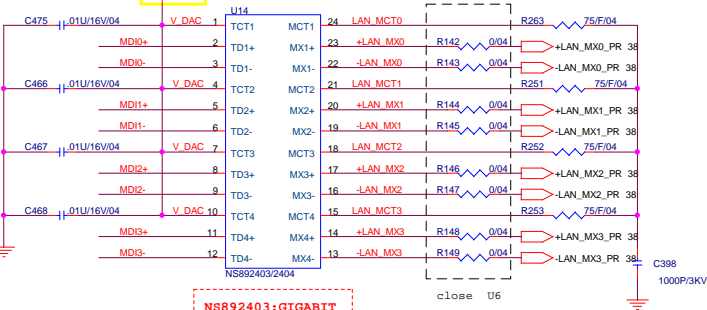 U14
C475 .01U/16V/04 V_DAC 1 TCT1 MCT1 24 LAN_MCT0 R263 75/F/04
MDI0+ 2 TD1+ MX1+ 23 +LAN_MX0 R142 0/04 +LAN_MX0_PR 38
MDI0- 3 TD1- MX1- 22 -LAN_MX0 R143 0/04 -LAN_MX0_PR 38
C466 .01U/16V/04 V_DAC 4 TCT2 MCT2 21 LAN_MCT1 R251 75/F/04
MDI1+ 5 TD2+ MX2+ 20 +LAN_MX1 R144 0/04 +LAN_MX1_PR 38
MDI1- 6 TD2- MX2- 19 -LAN_MX1 R145 0/04 -LAN_MX1_PR 38
C467 .01U/16V/04 V_DAC 7 TCT3 MCT3 18 LAN_MCT2 R252 75/F/04
MDI2+ 8 TD3+ MX3+ 17 +LAN_MX2 R146 0/04 +LAN_MX2_PR 38
MDI2- 9 TD3- MX3- 16 -LAN_MX2 R147 0/04 -LAN_MX2_PR 38
C468 .01U/16V/04 V_DAC 10 TCT4 MCT4 15 LAN_MCT3 R253 75/F/04
MDI3+ 11 TD4+ MX4+ 14 +LAN_MX3 R148 0/04 +LAN_MX3_PR 38
MDI3- 12 TD4- MX4- 13 -LAN_MX3 R149 0/04 -LAN_MX3_PR 38
C398
NS892403/2404
1000P/3KV
close U6
NS892403:GIGABIT